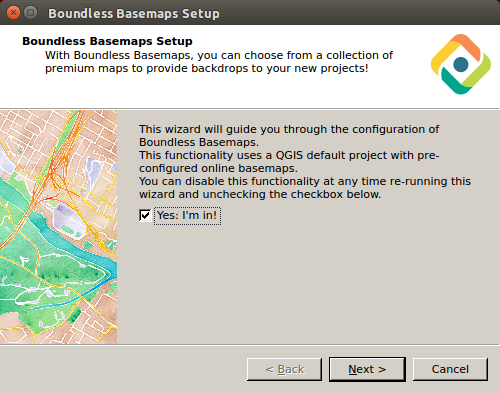 Boundless Basemaps Setup
Boundless Basemaps Setup
With Boundless Basemaps, you can choose from a collection of
premium maps to provide backdrops to your new projects!
This wizard will guide you through the configuration of
Boundless Basemaps.
This functionality uses a QGIS default project with pre-
configured online basemaps.
You can disable this functionality at any time re-running this
wizard and unchecking the checkbox below.
Yes: I'm in!
< Back
Next >
Cancel